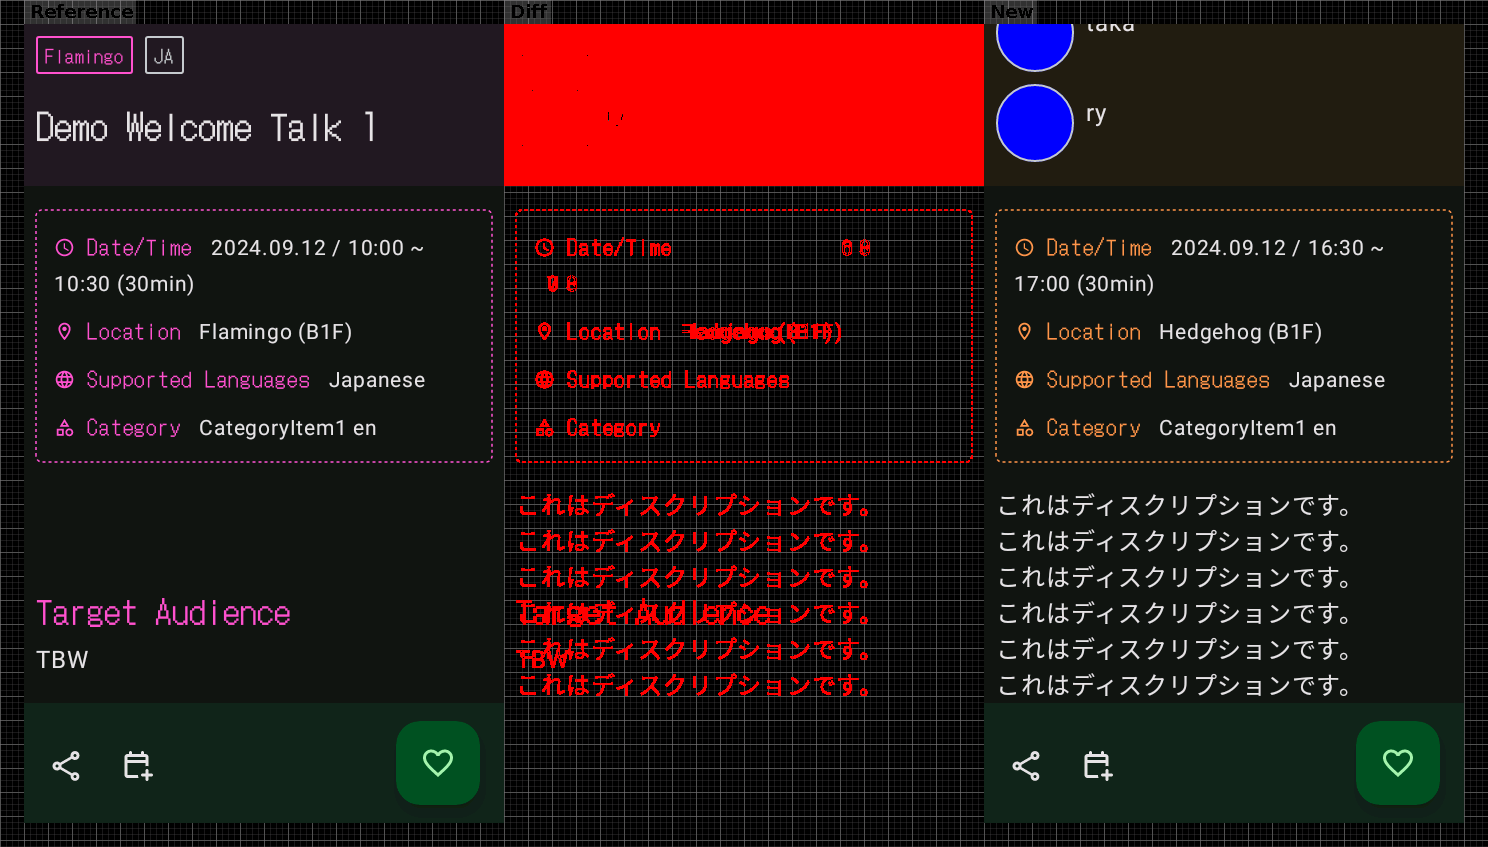 Reference
Flamingo
JA
Demo Welcome Talk 1
Date/Time 2024.09.12 / 10:00 ~
10:30 (30min)
Location Flamingo (B1F)
Supported Languages Japanese
Category CategoryItem1 en
Target Audience
TBW
Diff
Date/Time
Location
Supported Languages
Category
これはディスクリプションです。
これはディスクリプションです。
これはディスクリプションです。
これはディスクリプションです。
Target Audience
これはディスクリプションです。
TBW
これはディスクリプションです。
New
taka
ry
Date/Time 2024.09.12 / 16:30 ~
17:00 (30min)
Location Hedgehog (B1F)
Supported Languages Japanese
Category CategoryItem1 en
これはディスクリプションです。
これはディスクリプションです。
これはディスクリプションです。
これはディスクリプションです。
これはディスクリプションです。
これはディスクリプションです。